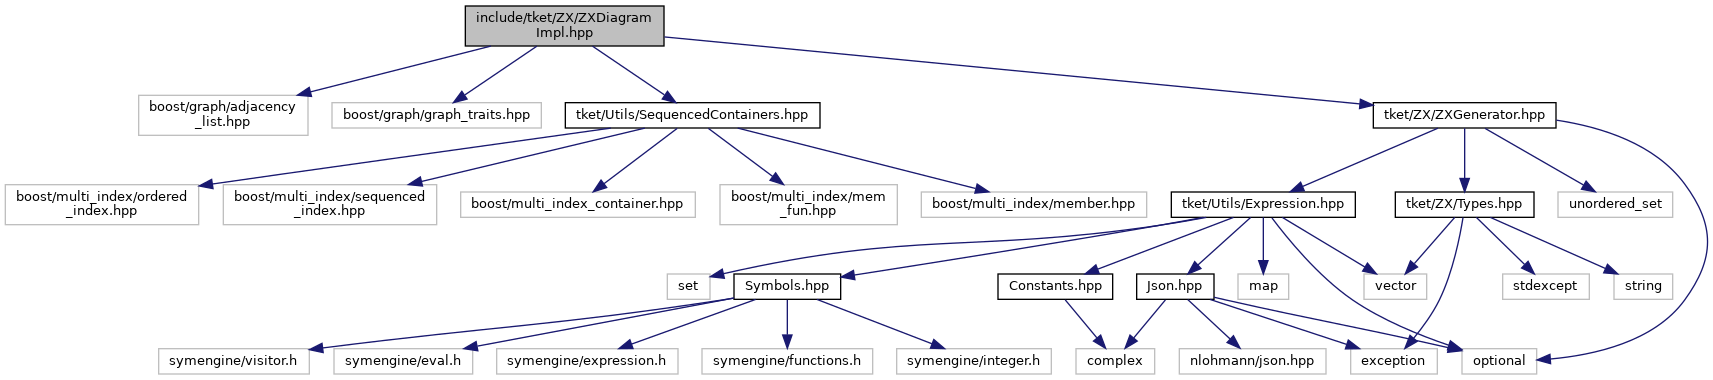 include/tket/ZX/ZXDiagram
Impl.hpp
boost/graph/adjacency
_list.hpp
boost/graph/graph_traits.hpp
tket/Utils/SequencedContainers.hpp
tket/ZX/ZXGenerator.hpp
boost/multi_index/ordered
_index.hpp
boost/multi_index/sequenced
_index.hpp
boost/multi_index_container.hpp
boost/multi_index/mem
_fun.hpp
boost/multi_index/member.hpp
tket/Utils/Expression.hpp
tket/ZX/Types.hpp
unordered_set
set
Symbols.hpp
Constants.hpp
Json.hpp
map
vector
stdexcept
string
symengine/visitor.h
symengine/eval.h
symengine/expression.h
symengine/functions.h
symengine/integer.h
complex
nlohmann/json.hpp
exception
optional